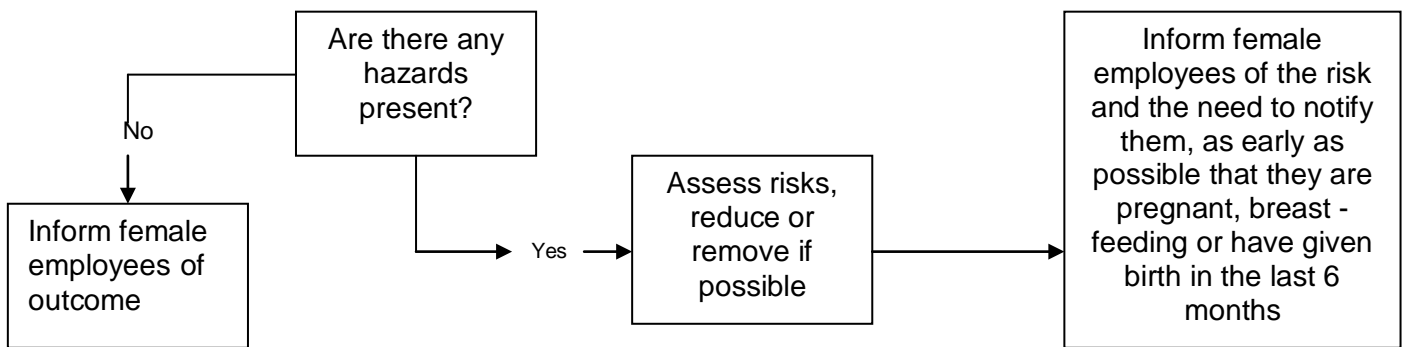 Are there any
hazards
present?
No
Inform female
employees of
outcome
Yes
Assess risks,
reduce or
remove if
possible
Inform female
employees of the risk
and the need to notify
them, as early as
possible that they are
pregnant, breast -
feeding or have given
birth in the last 6
months